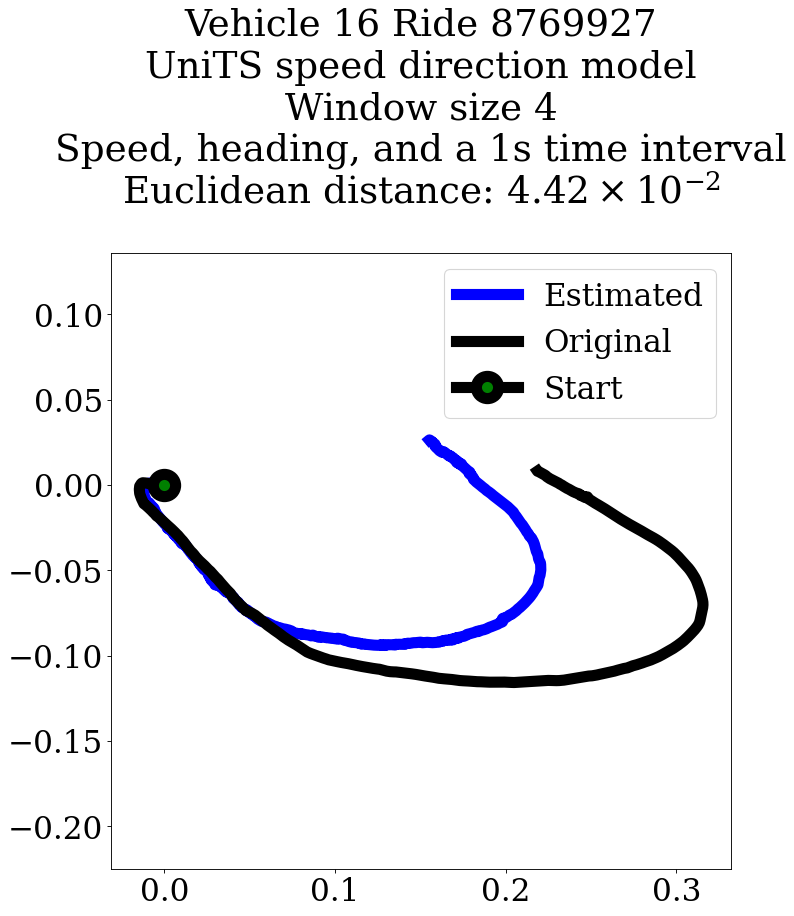 Vehicle 16 Ride 8769927
UniTS speed direction model
Window size 4
Speed, heading, and a 1s time interval
Euclidean distance: 4.42 × 10⁻²
Estimated
Original
Start
0.10
0.05
0.00
−0.05
−0.10
−0.15
−0.20
0.0 0.1 0.2 0.3